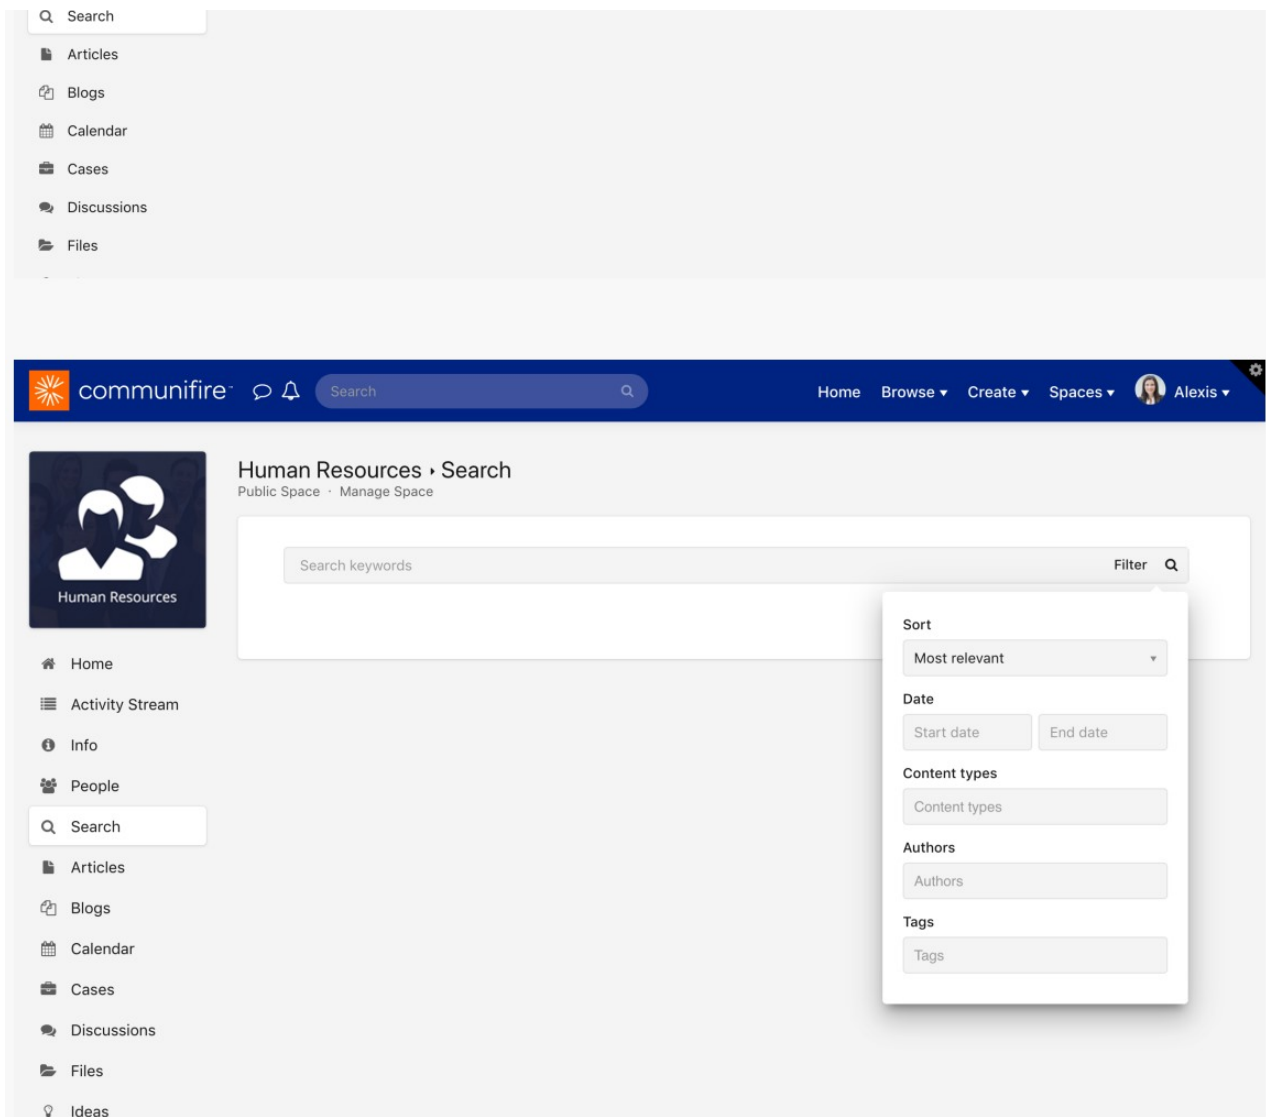 Search
Articles
Blogs
Calendar
Cases
Discussions
Files
communifire Search Home Browse Create Spaces Alexis
Human Resources
Human Resources Search
Public Space · Manage Space
Search keywords Filter
Sort
Most relevant
Date
Start date End date
Content types
Content types
Authors
Authors
Tags
Tags
Home
Activity Stream
Info
People
Search
Articles
Blogs
Calendar
Cases
Discussions
Files
Ideas